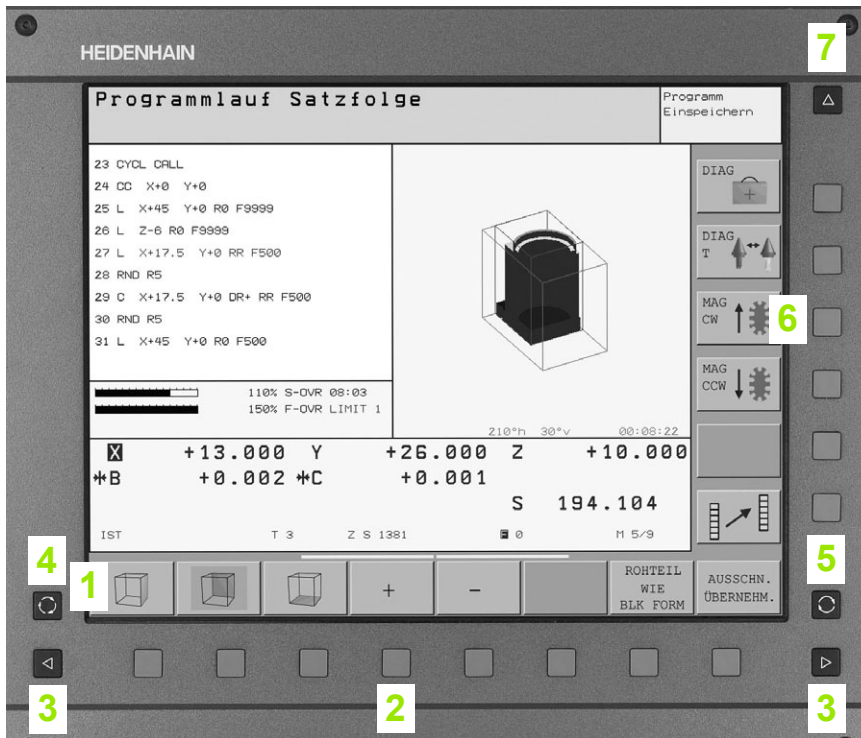 7
HEIDENHAIN
Programmlauf Satzfolge
Programm
Einspeichern
23 CYCL CALL
24 CC X+0 Y+0
25 L X+45 Y+0 R0 F9999
26 L Z-6 R0 F9999
27 L X+17.5 Y+0 RR F500
28 RND R5
29 C X+17.5 Y+0 DR+ RR F500
30 RND R5
31 L X+45 Y+0 R0 F500
DIAG
DIAG
T
MAG
CW
6
MAG
CCW
110% S-OVR 08:03
150% F-OVR LIMIT 1
210°h 30°v 00:08:22
X +13.000 Y +26.000 Z +10.000
B +0.002 C +0.001
S 194.104
IST T 3 Z S 1381 0 M 5/9
4
5
1
+
-
ROHTEIL
WIE
BLK FORM
AUSSCHN.
ÜBERNEHM.
3
2
3